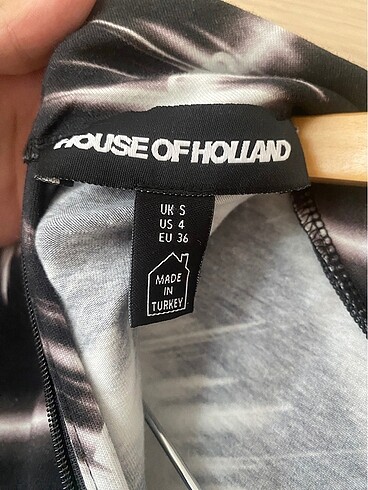 HOUSE OF HOLLAND
UK S
US 4
EU 36
MADE
IN
TURKEY